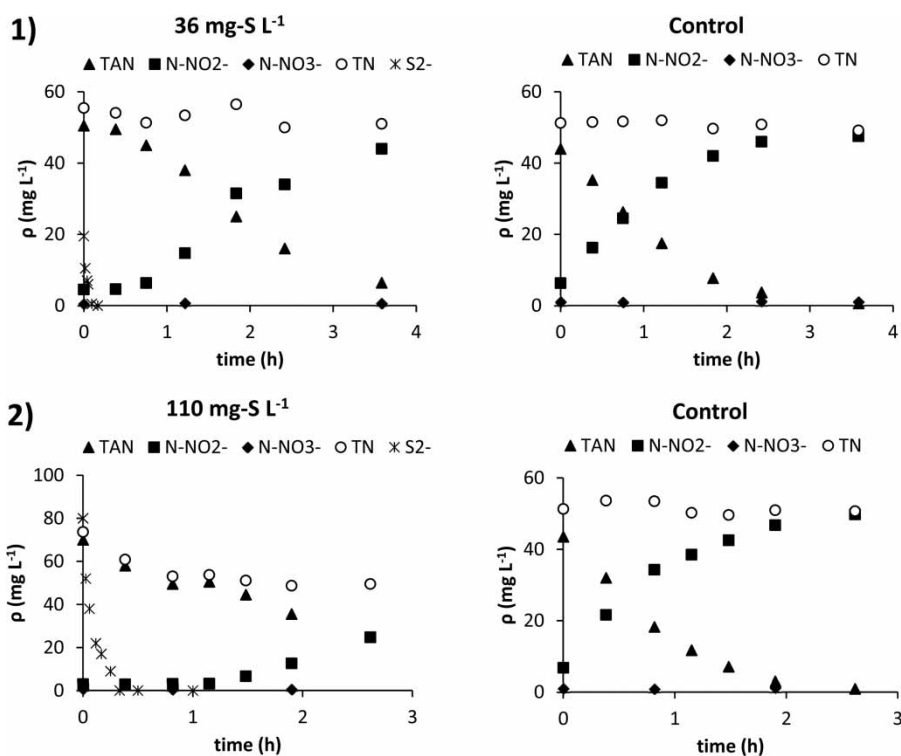 1)
36 mg-S L-1
▲ TAN ■ N-NO2- ◆ N-NO3- ○ TN ✳ S2-
60
40
20
0
ρ (mg L-1)
0 1 2 3 4
time (h)
Control
▲ TAN ■ N-NO2- ◆ N-NO3- ○ TN
60
40
20
0
ρ (mg L-1)
0 1 2 3 4
time (h)
2)
110 mg-S L-1
▲ TAN ■ N-NO2- ◆ N-NO3- ○ TN ✳ S2-
100
80
60
40
20
0
ρ (mg L-1)
0 1 2 3
time (h)
Control
▲ TAN ■ N-NO2- ◆ N-NO3- ○ TN
60
40
20
0
ρ (mg L-1)
0 1 2 3
time (h)